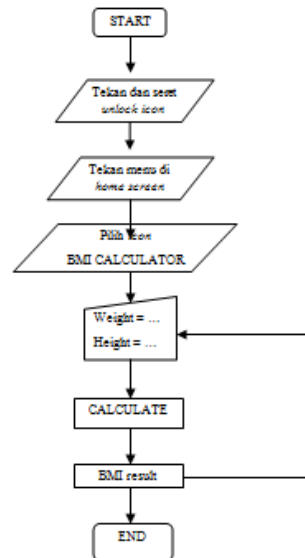 START
Tekan dan seret
unlock icon
Tekan menu di
home screen
Pilih icon
BMI CALCULATOR
Weight = ...
Height = ...
CALCULATE
BMI result
END